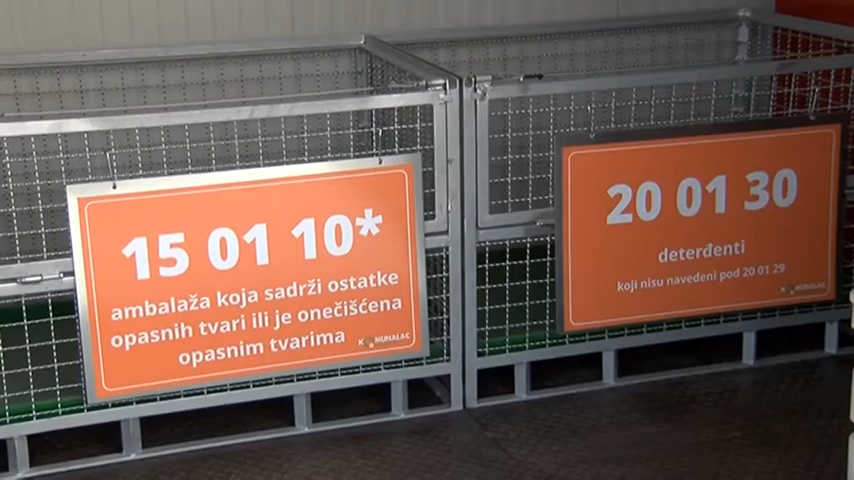 15 01 10*
ambalaža koja sadrži ostatke
opasnih tvari ili je onečišćena
opasnim tvarima
KOMUNALAC
20 01 30
deterđenti
koji nisu navedeni pod 20 01 29
KOMUNALAC